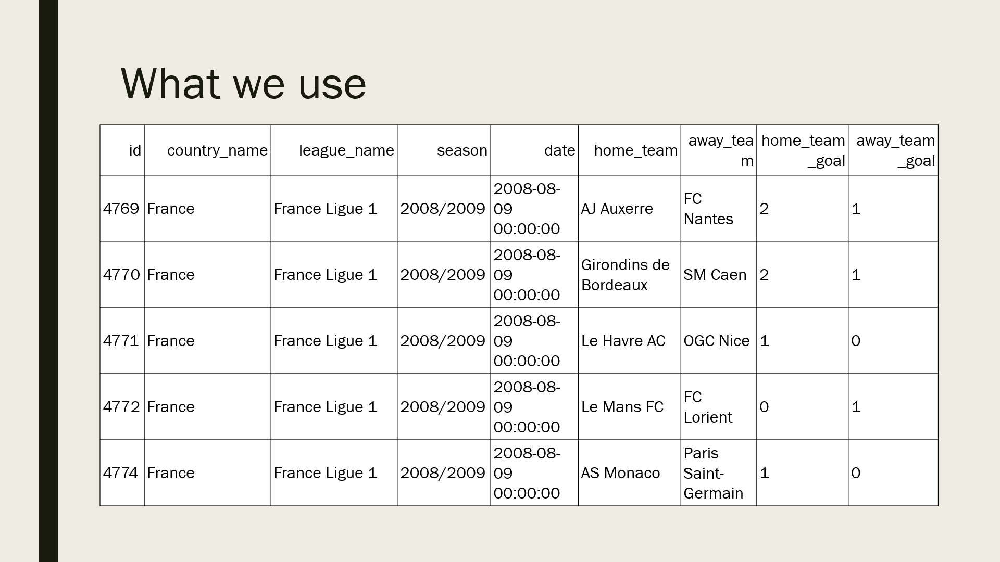 What we use
id country_name league_name season date home_team away_tea home_team away_team
m _goal _goal
4769 France France Ligue 1 2008/2009 2008-08-
09
00:00:00 AJ Auxerre FC
Nantes 2 1
4770 France France Ligue 1 2008/2009 2008-08-
09
00:00:00 Girondins de
Bordeaux SM Caen 2 1
4771 France France Ligue 1 2008/2009 2008-08-
09
00:00:00 Le Havre AC OGC Nice 1 0
4772 France France Ligue 1 2008/2009 2008-08-
09
00:00:00 Le Mans FC FC
Lorient 0 1
4774 France France Ligue 1 2008/2009 2008-08-
09
00:00:00 AS Monaco Paris
Saint-
Germain 1 0